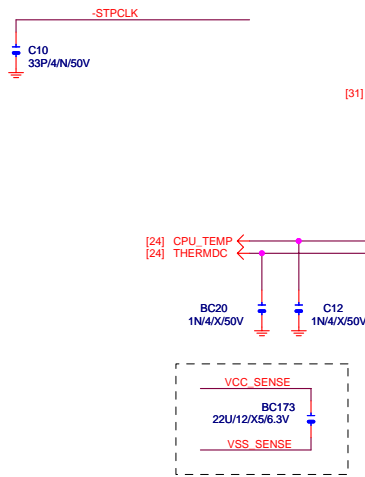 -STPCLK
C10
33P/4/N/50V
[31]
[24] CPU_TEMP
[24] THERMDC
BC20
1N/4/X/50V
C12
1N/4/X/50V
VCC_SENSE
BC173
22U/12/X5/6.3V
VSS_SENSE